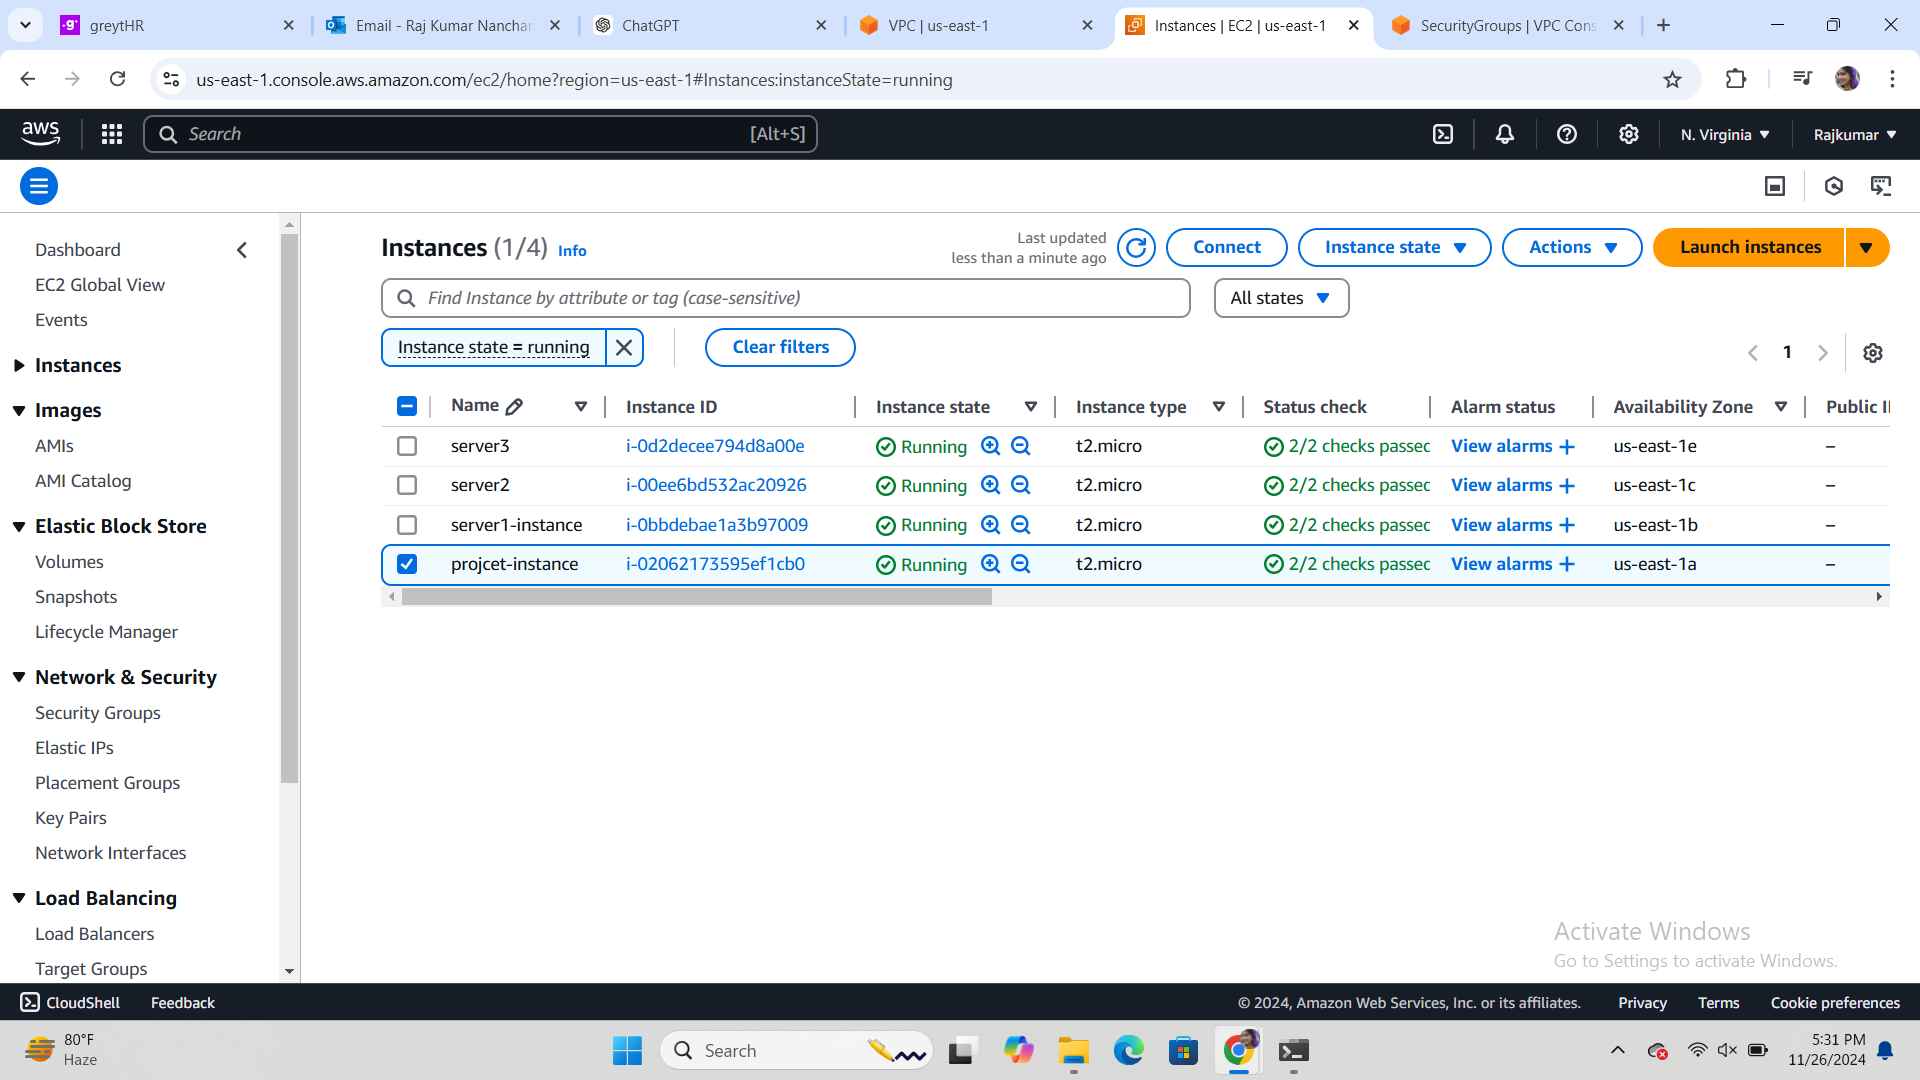 greytHR
Email - Raj Kumar Nanchar
ChatGPT
VPC | us-east-1
Instances | EC2 | us-east-1
SecurityGroups | VPC Cons
us-east-1.console.aws.amazon.com/ec2/home?region=us-east-1#Instances:instanceState=running
aws
Search
[Alt+S]
N. Virginia
Rajkumar
Dashboard
EC2 Global View
Events
Instances
Images
AMIs
AMI Catalog
Elastic Block Store
Volumes
Snapshots
Lifecycle Manager
Network & Security
Security Groups
Elastic IPs
Placement Groups
Key Pairs
Network Interfaces
Load Balancing
Load Balancers
Target Groups
Instances (1/4) Info
Last updated
less than a minute ago
Connect
Instance state
Actions
Launch instances
Find Instance by attribute or tag (case-sensitive)
All states
Instance state = running
Clear filters
1
Name Instance ID Instance state Instance type Status check Alarm status Availability Zone Public I
server3 i-0d2decee794d8a00e Running t2.micro 2/2 checks passec View alarms + us-east-1e –
server2 i-00ee6bd532ac20926 Running t2.micro 2/2 checks passec View alarms + us-east-1c –
server1-instance i-0bbdebae1a3b97009 Running t2.micro 2/2 checks passec View alarms + us-east-1b –
projcet-instance i-02062173595ef1cb0 Running t2.micro 2/2 checks passec View alarms + us-east-1a –
Activate Windows
Go to Settings to activate Windows.
CloudShell
Feedback
© 2024, Amazon Web Services, Inc. or its affiliates.
Privacy
Terms
Cookie preferences
80°F
Haze
Search
5:31 PM
11/26/2024